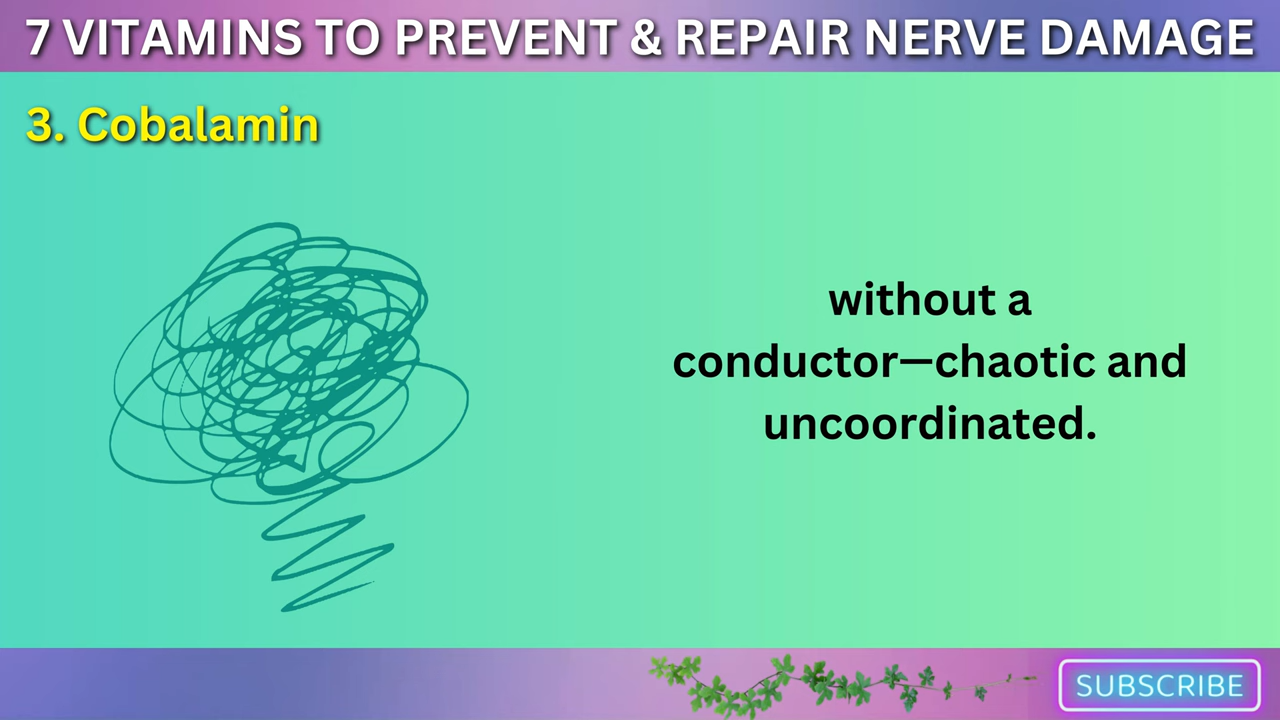 7 VITAMINS TO PREVENT & REPAIR NERVE DAMAGE
3. Cobalamin
without a
conductor—chaotic and
uncoordinated.
SUBSCRIBE